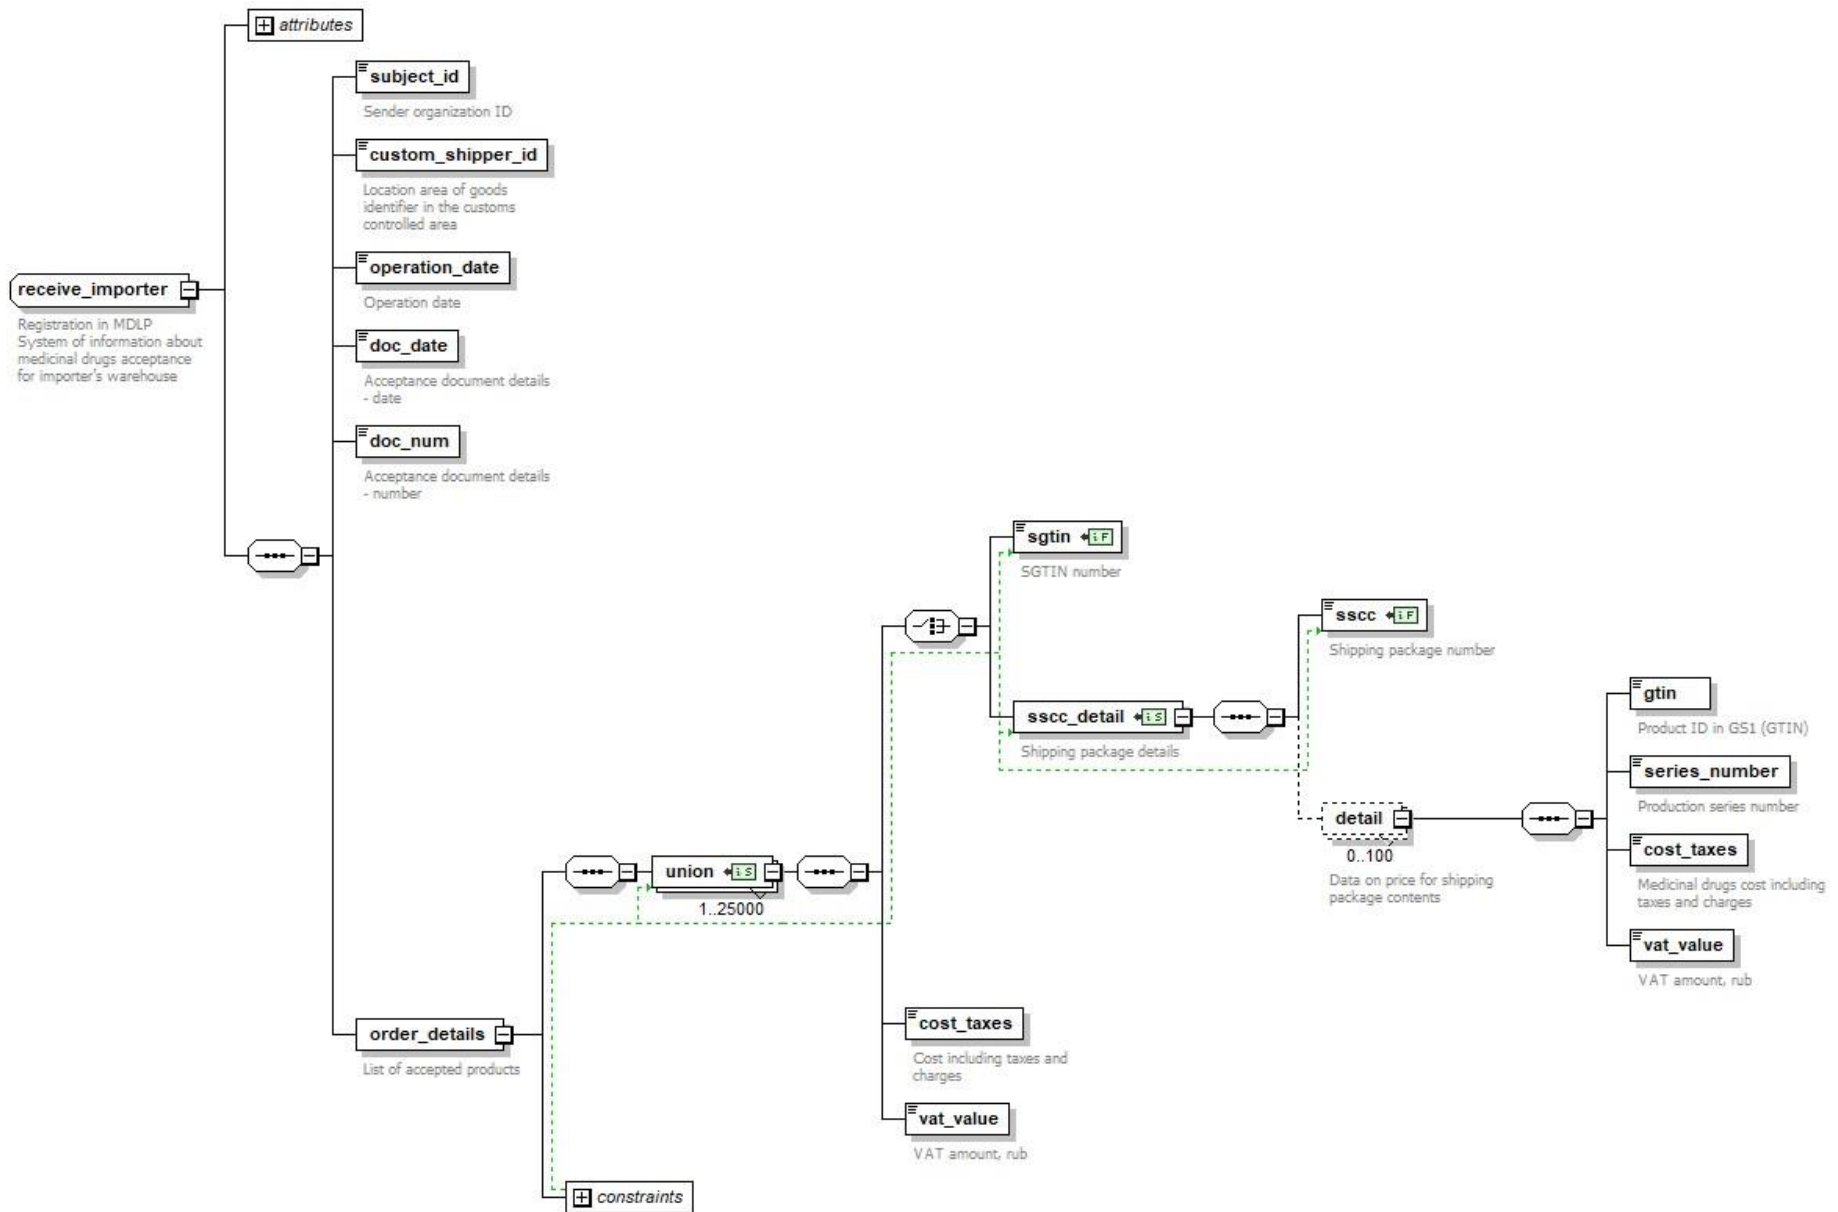 attributes
subject_id
Sender organization ID
custom_shipper_id
Location area of goods
identifier in the customs
controlled area
operation_date
Operation date
receive_importer
Registration in MDLP
System of information about
medicinal drugs acceptance
for importer's warehouse
doc_date
Acceptance document details
- date
doc_num
Acceptance document details
- number
sgtin iF
SGTIN number
sscc iF
Shipping package number
sscc_detail iS
Shipping package details
gtin
Product ID in GS1 (GTIN)
series_number
Production series number
detail
0..100
Data on price for shipping
package contents
cost_taxes
Medicinal drugs cost including
taxes and charges
vat_value
VAT amount, rub
union iS
1..25000
order_details
List of accepted products
cost_taxes
Cost including taxes and
charges
vat_value
VAT amount, rub
constraints